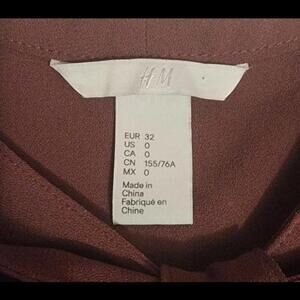 H&M
EUR 32
US 0
CA 0
CN 155/76A
MX 0
Made in
China
Fabriqué en
Chine